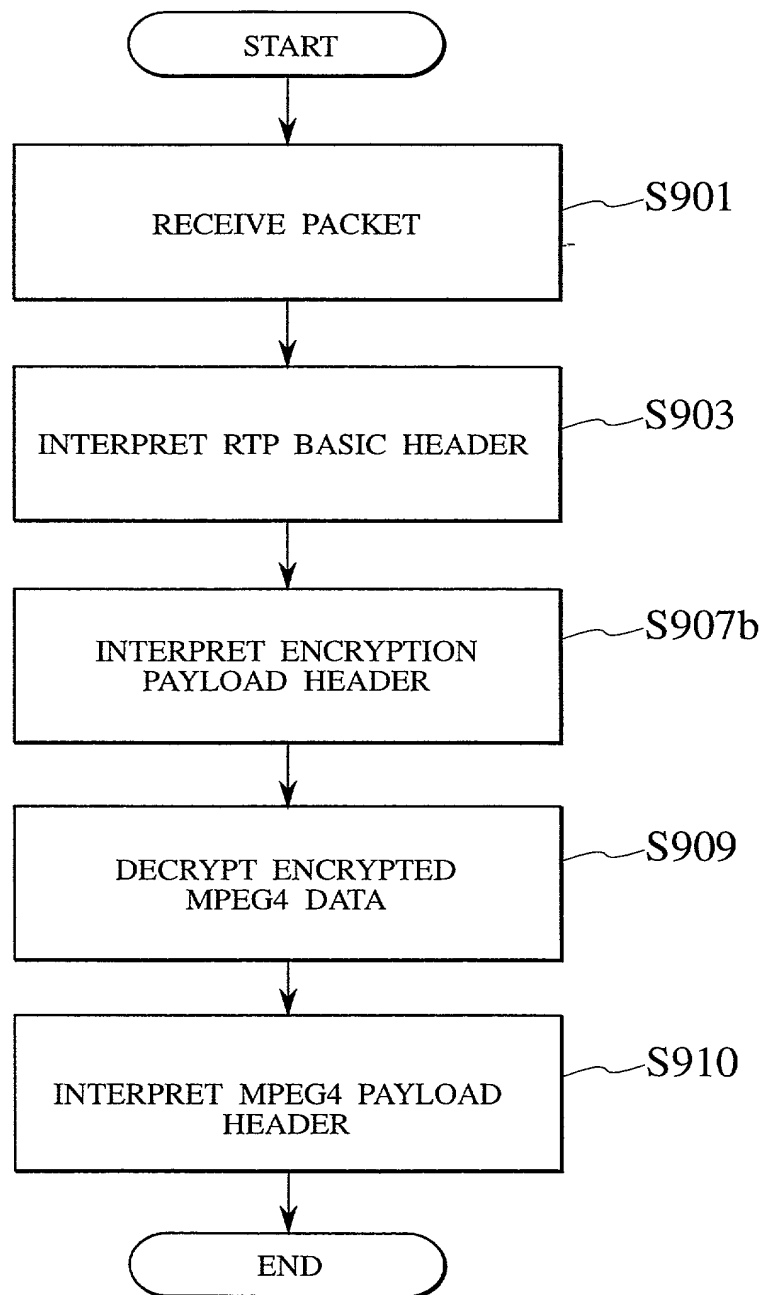 START
RECEIVE PACKET
S901
INTERPRET RTP BASIC HEADER
S903
INTERPRET ENCRYPTION
PAYLOAD HEADER
S907b
DECRYPT ENCRYPTED
MPEG4 DATA
S909
INTERPRET MPEG4 PAYLOAD
HEADER
S910
END